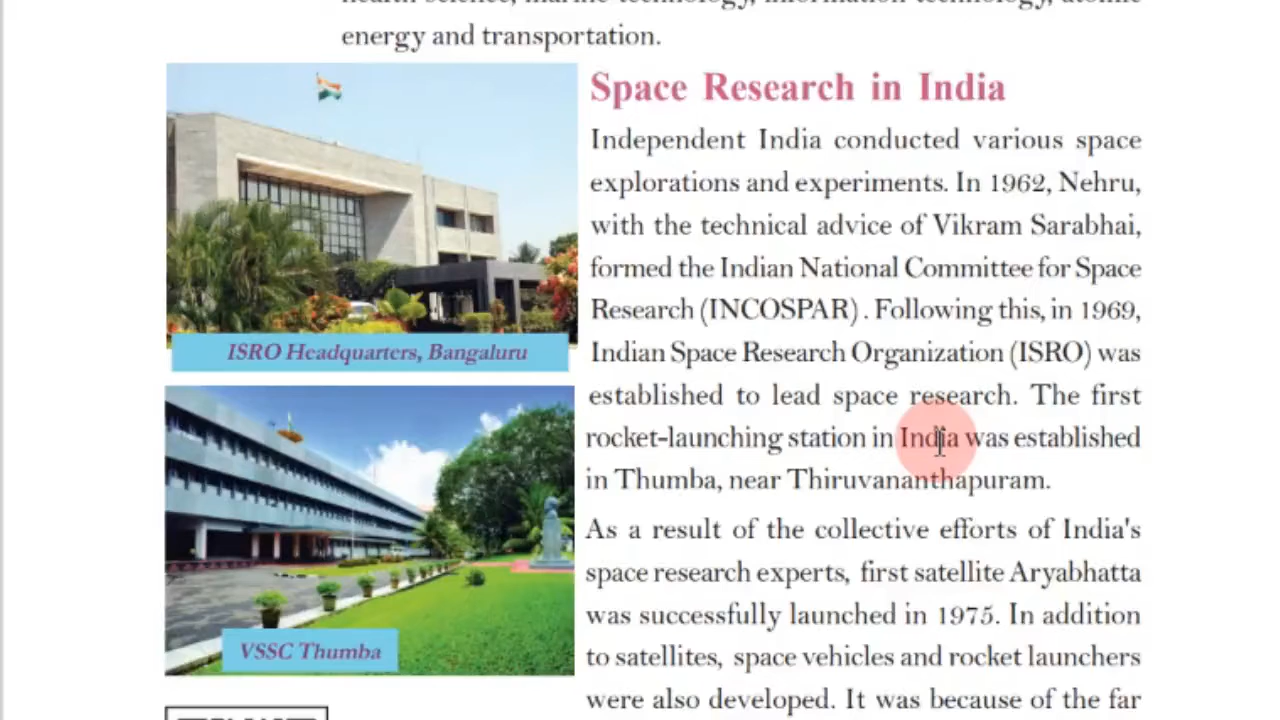 energy and transportation.
Space Research in India
Independent India conducted various space
explorations and experiments. In 1962, Nehru,
with the technical advice of Vikram Sarabhai,
formed the Indian National Committee for Space
Research (INCOSPAR) . Following this, in 1969,
Indian Space Research Organization (ISRO) was
established to lead space research. The first
rocket-launching station in India was established
in Thumba, near Thiruvananthapuram.
As a result of the collective efforts of India's
space research experts, first satellite Aryabhatta
was successfully launched in 1975. In addition
to satellites, space vehicles and rocket launchers
were also developed. It was because of the far
ISRO Headquarters, Bangaluru
VSSC Thumba